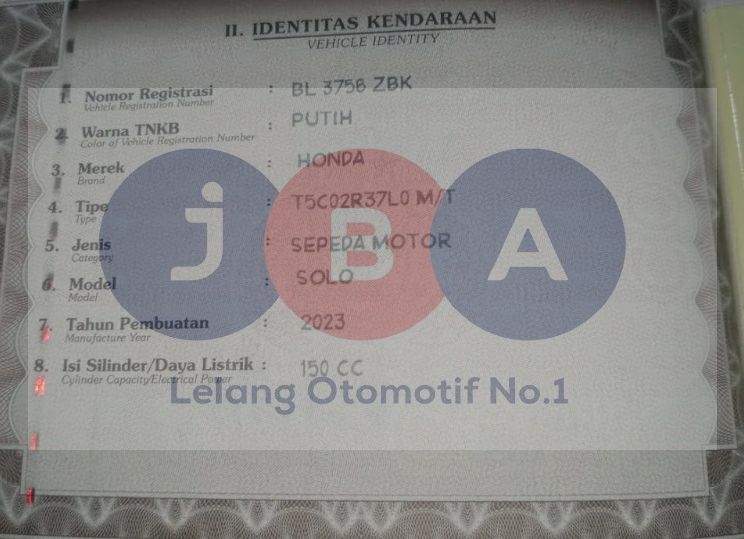 II. IDENTITAS KENDARAAN
VEHICLE IDENTITY
1. Nomor Registrasi : BL 3758 ZBK
Vehicle Registration Number
2. Warna TNKB : PUTIH
Color of Vehicle Registration Number
3. Merek : HONDA
Brand
4. Tipe : T5C02R37L0 M/T
Type
5. Jenis : SEPEDA MOTOR
Category
6. Model : SOLO
Model
7. Tahun Pembuatan : 2023
Manufacture Year
8. Isi Silinder/Daya Listrik : 150 CC
Cylinder Capacity/Electrical Power
jBA
Lelang Otomotif No.1